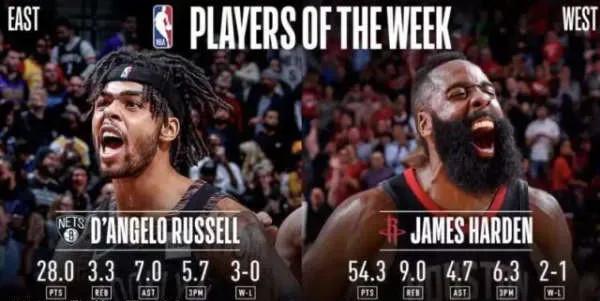 EAST
NBA
PLAYERS OF THE WEEK
WEST
NETS
B
D'ANGELO RUSSELL
28.0 3.3 7.0 5.7 3-0
PTS REB AST 3PM W-L
JAMES HARDEN
54.3 9.0 4.7 6.3 2-1
PTS REB AST 3PM W-L